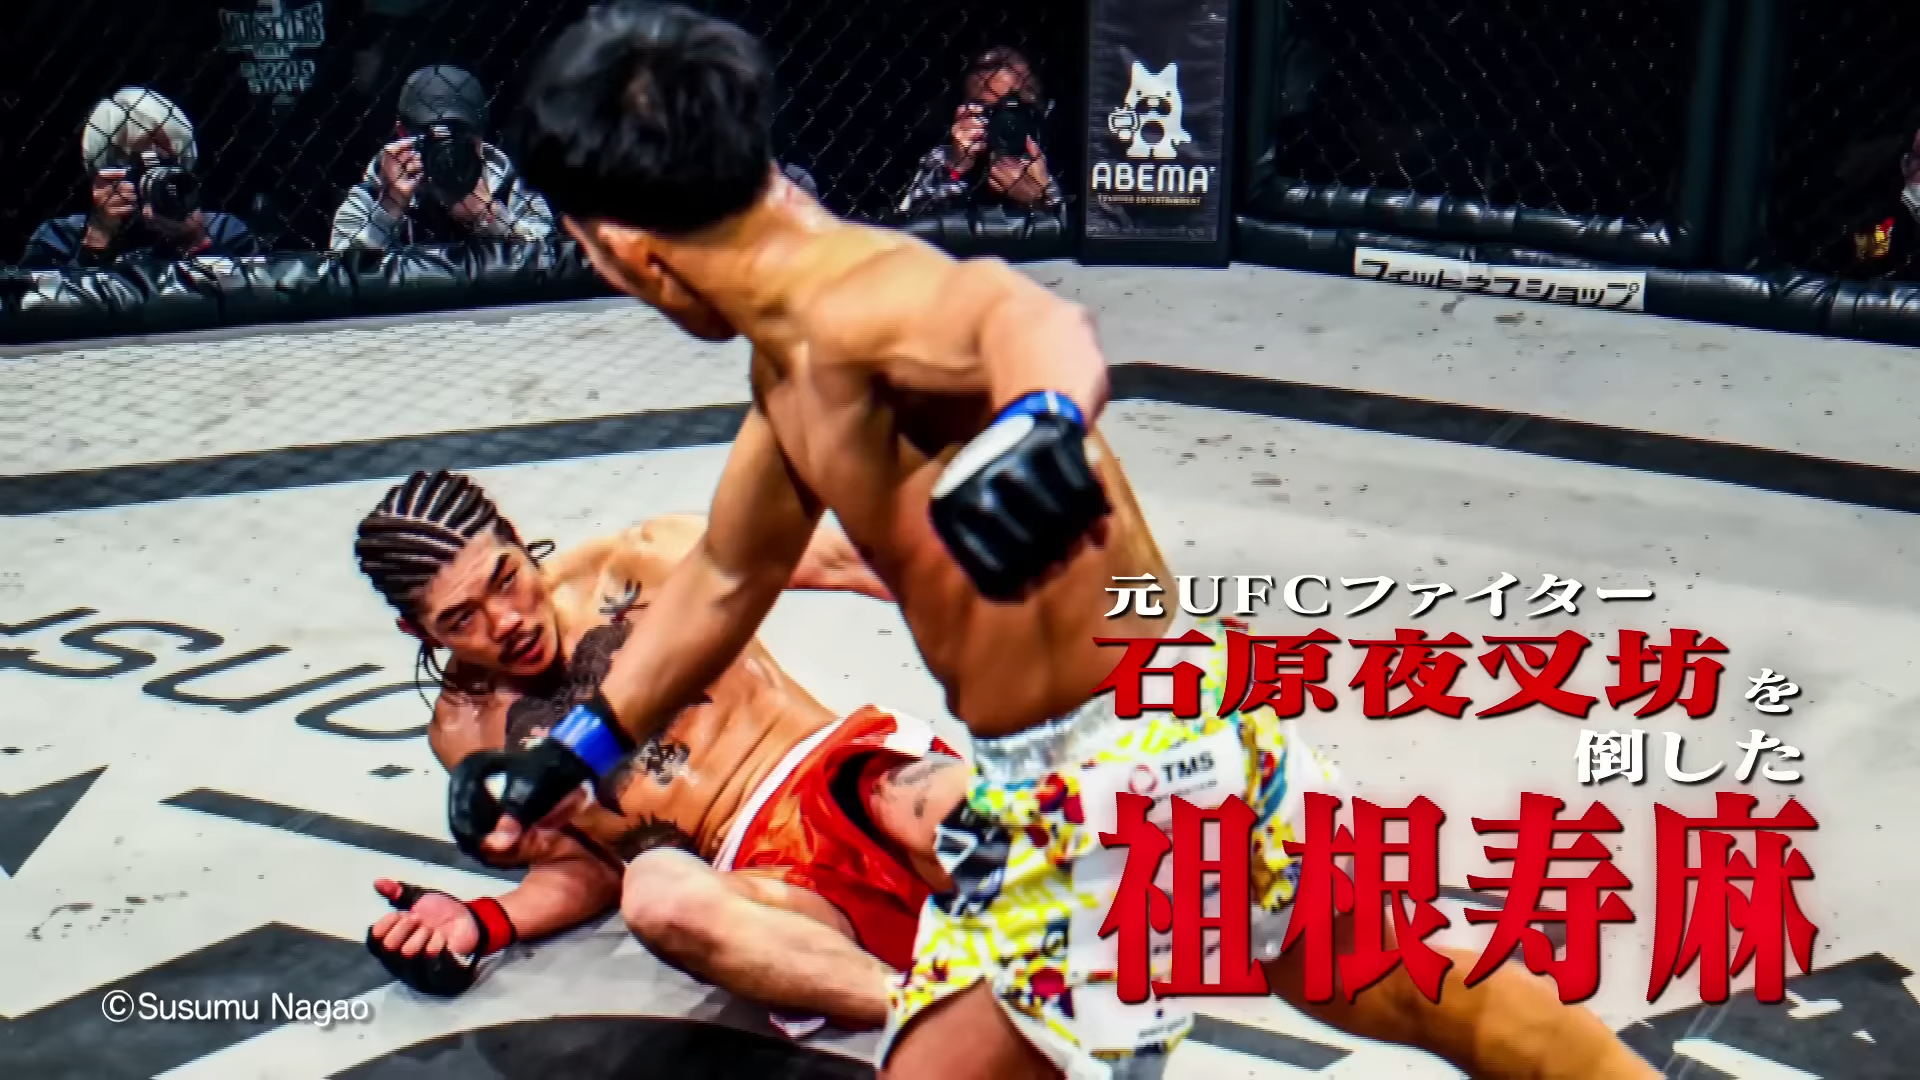 ABEMA
フィットネスショップ
元UFCファイター
石原夜叉坊を
倒した
祖根寿麻
TMS
©Susumu Nagao